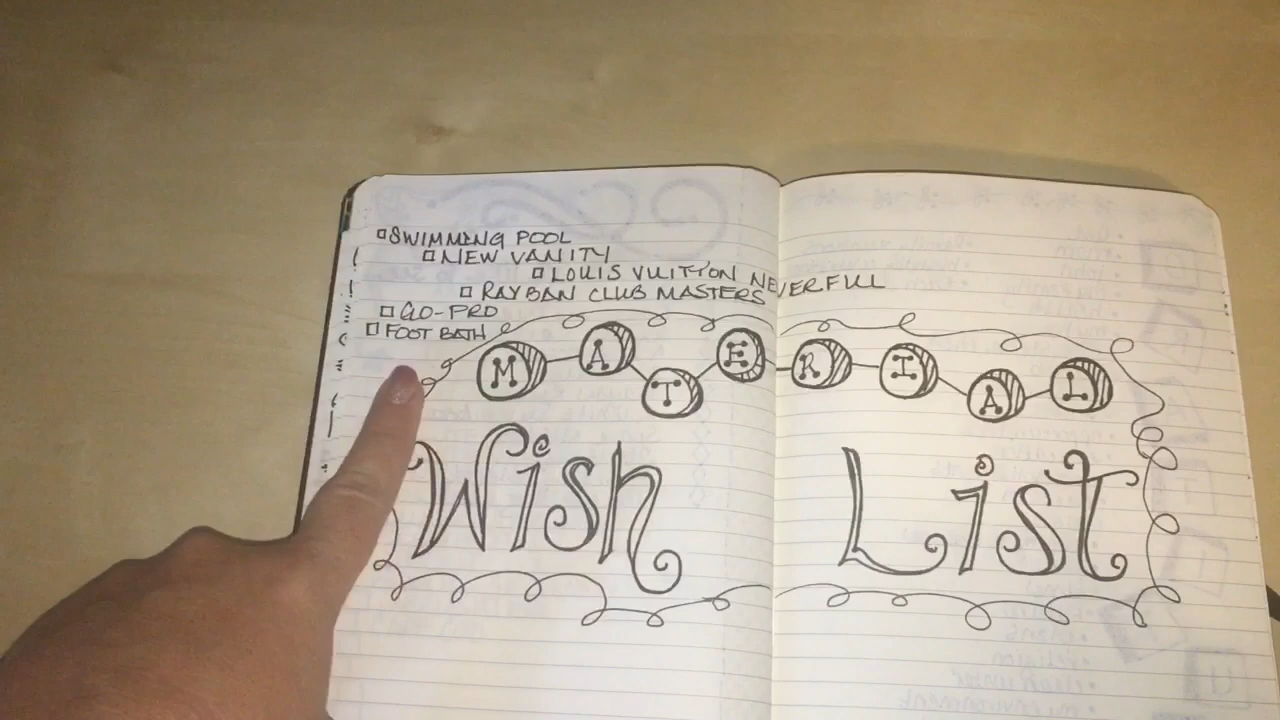 SWIMMING POOL
NEW VANITY
LOUIS VUITTON NEVERFULL
RAYBAN CLUB MASTERS
GO-PRO
FOOT BATH
MATERIAL
Wish List